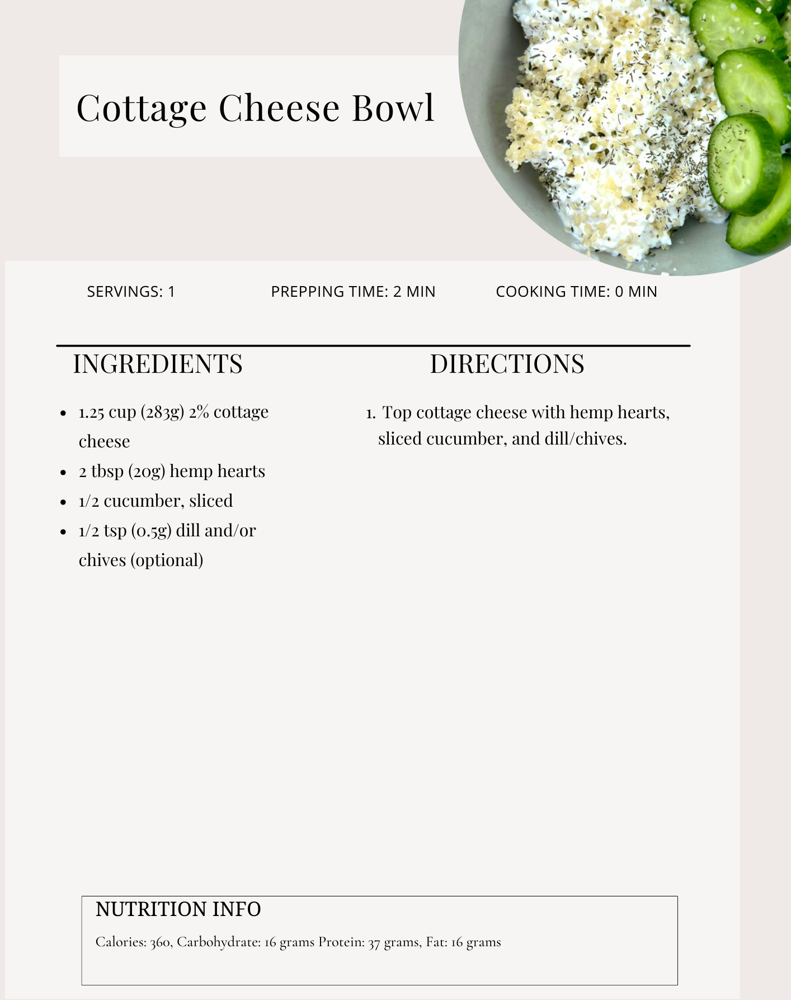 Cottage Cheese Bowl
SERVINGS: 1
PREPPING TIME: 2 MIN
COOKING TIME: 0 MIN
INGREDIENTS
• 1.25 cup (283g) 2% cottage
cheese
• 2 tbsp (20g) hemp hearts
• 1/2 cucumber, sliced
• 1/2 tsp (0.5g) dill and/or
chives (optional)
DIRECTIONS
1. Top cottage cheese with hemp hearts,
sliced cucumber, and dill/chives.
NUTRITION INFO
Calories: 360, Carbohydrate: 16 grams Protein: 37 grams, Fat: 16 grams